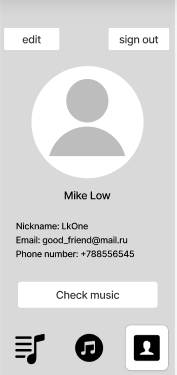 edit
sign out
Mike Low
Nickname: LkOne
Email: good_friend@mail.ru
Phone number: +788556545
Check music